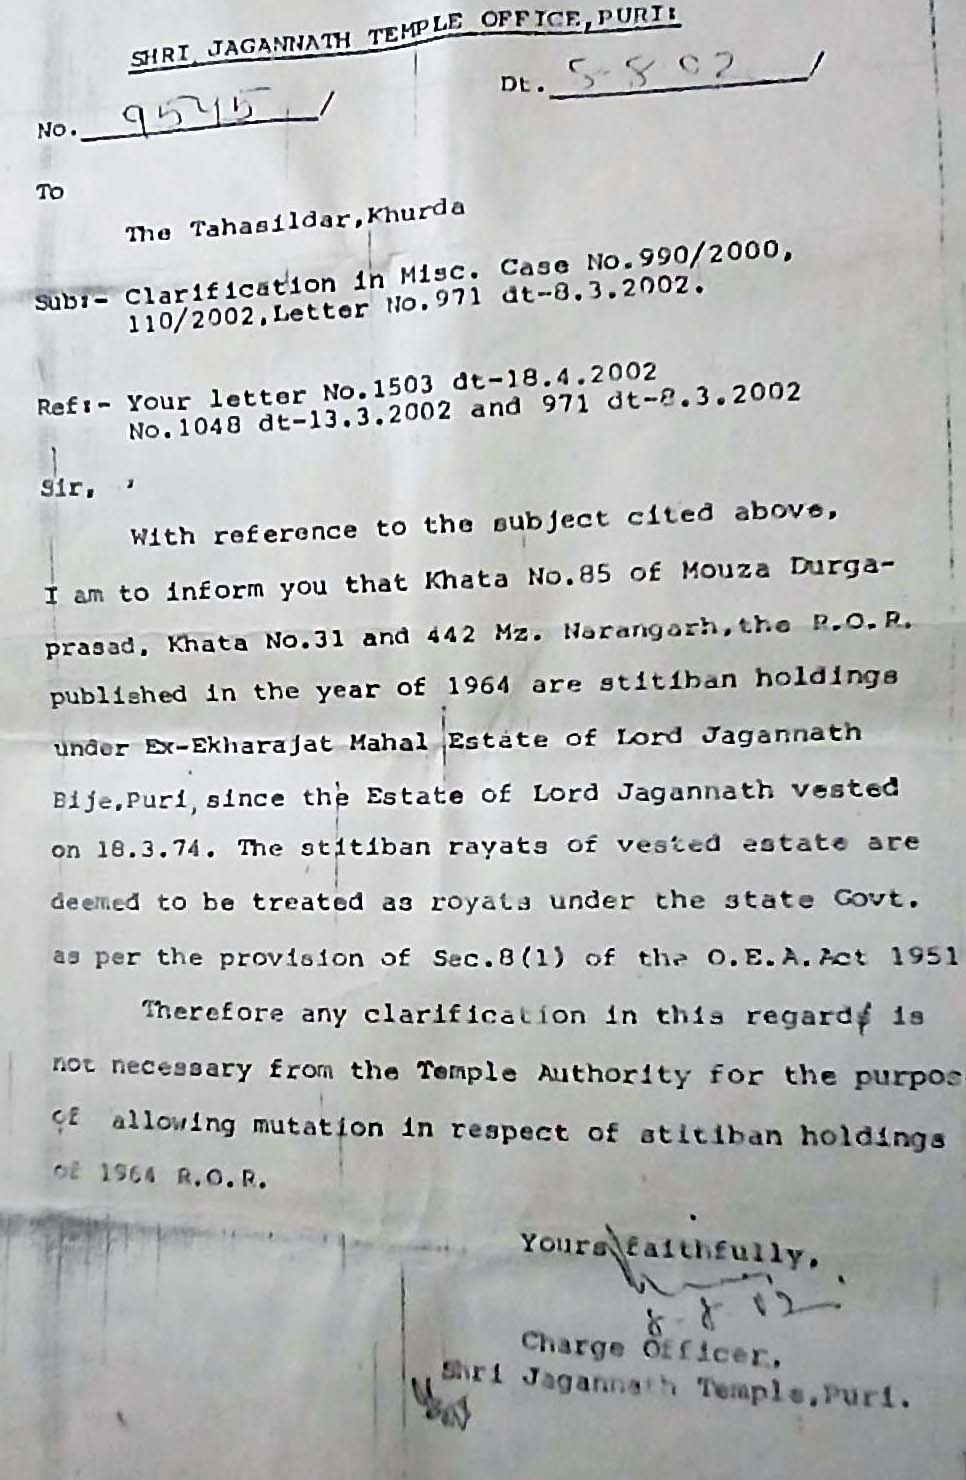 SHRI JAGANNATH TEMPLE OFFICE, PURI:
No. 9545 /
Dt. 5-8 02 /
To
The Tahasildar, Khurda
Sub:- Clarification in Misc. Case No.990/2000,
110/2002, Letter No.971 dt-8.3.2002.
Ref:- Your letter No.1503 dt-18.4.2002
No.1048 dt-13.3.2002 and 971 dt-8.3.2002
Sir,
With reference to the subject cited above,
I am to inform you that Khata No.85 of Mouza Durga-
prasad, Khata No.31 and 442 Mz. Narangarh, the R.O.R.
published in the year of 1964 are stitiban holdings
under Ex-Ekharajat Mahal Estate of Lord Jagannath
Bije, Puri, since the Estate of Lord Jagannath vested
on 18.3.74. The stitiban rayats of vested estate are
deemed to be treated as royats under the state Govt.
as per the provision of Sec.8(1) of the O.E.A. Act 1951
Therefore any clarification in this regard is
not necessary from the Temple Authority for the purpos
of allowing mutation in respect of stitiban holdings
of 1964 R.O.R.
Yours faithfully,
8-8 02
Charge Officer,
Shri Jagannath Temple, Puri.